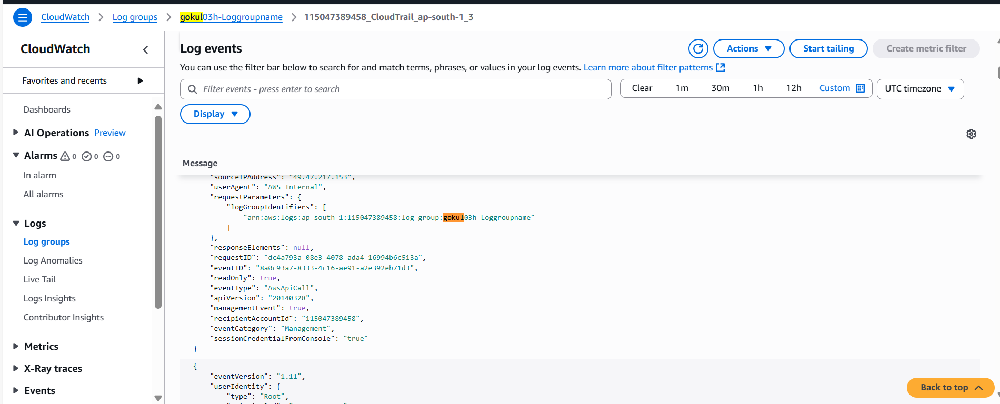 CloudWatch > Log groups > gokul03h-Loggroupname > 115047389458_CloudTrail_ap-south-1_3
CloudWatch
Favorites and recents
Dashboards
AI Operations Preview
Alarms 0 0 0
In alarm
All alarms
Logs
Log groups
Log Anomalies
Live Tail
Logs Insights
Contributor Insights
Metrics
X-Ray traces
Events
Log events
Actions
Start tailing
Create metric filter
You can use the filter bar below to search for and match terms, phrases, or values in your log events. Learn more about filter patterns
Filter events - press enter to search
Clear 1m 30m 1h 12h Custom
UTC timezone
Display
Message
"sourceIPAddress": "49.47.217.153",
"userAgent": "AWS Internal",
"requestParameters": {
"logGroupIdentifiers": [
"arn:aws:logs:ap-south-1:115047389458:log-group:gokul03h-Loggroupname"
]
},
"responseElements": null,
"requestID": "dc4a793a-08e3-4078-ada4-16994b6c513a",
"eventID": "8a0c93a7-8333-4c16-ae91-a2e392eb71d3",
"readOnly": true,
"eventType": "AwsApiCall",
"apiVersion": "20140328",
"managementEvent": true,
"recipientAccountId": "115047389458",
"eventCategory": "Management",
"sessionCredentialFromConsole": "true"
}
{
"eventVersion": "1.11",
"userIdentity": {
"type": "Root",
Back to top